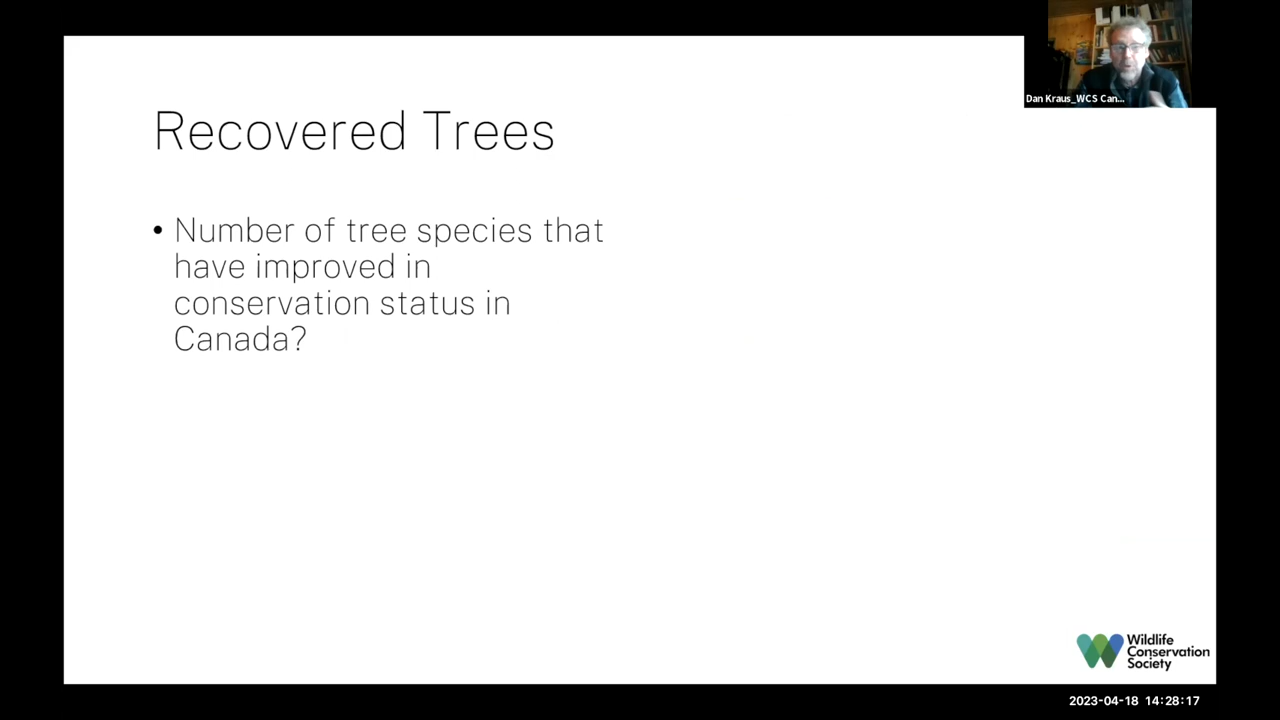 Dan Kraus_WCS Can...
Recovered Trees
• Number of tree species that
have improved in
conservation status in
Canada?
Wildlife
Conservation
Society
2023-04-18 14:28:17